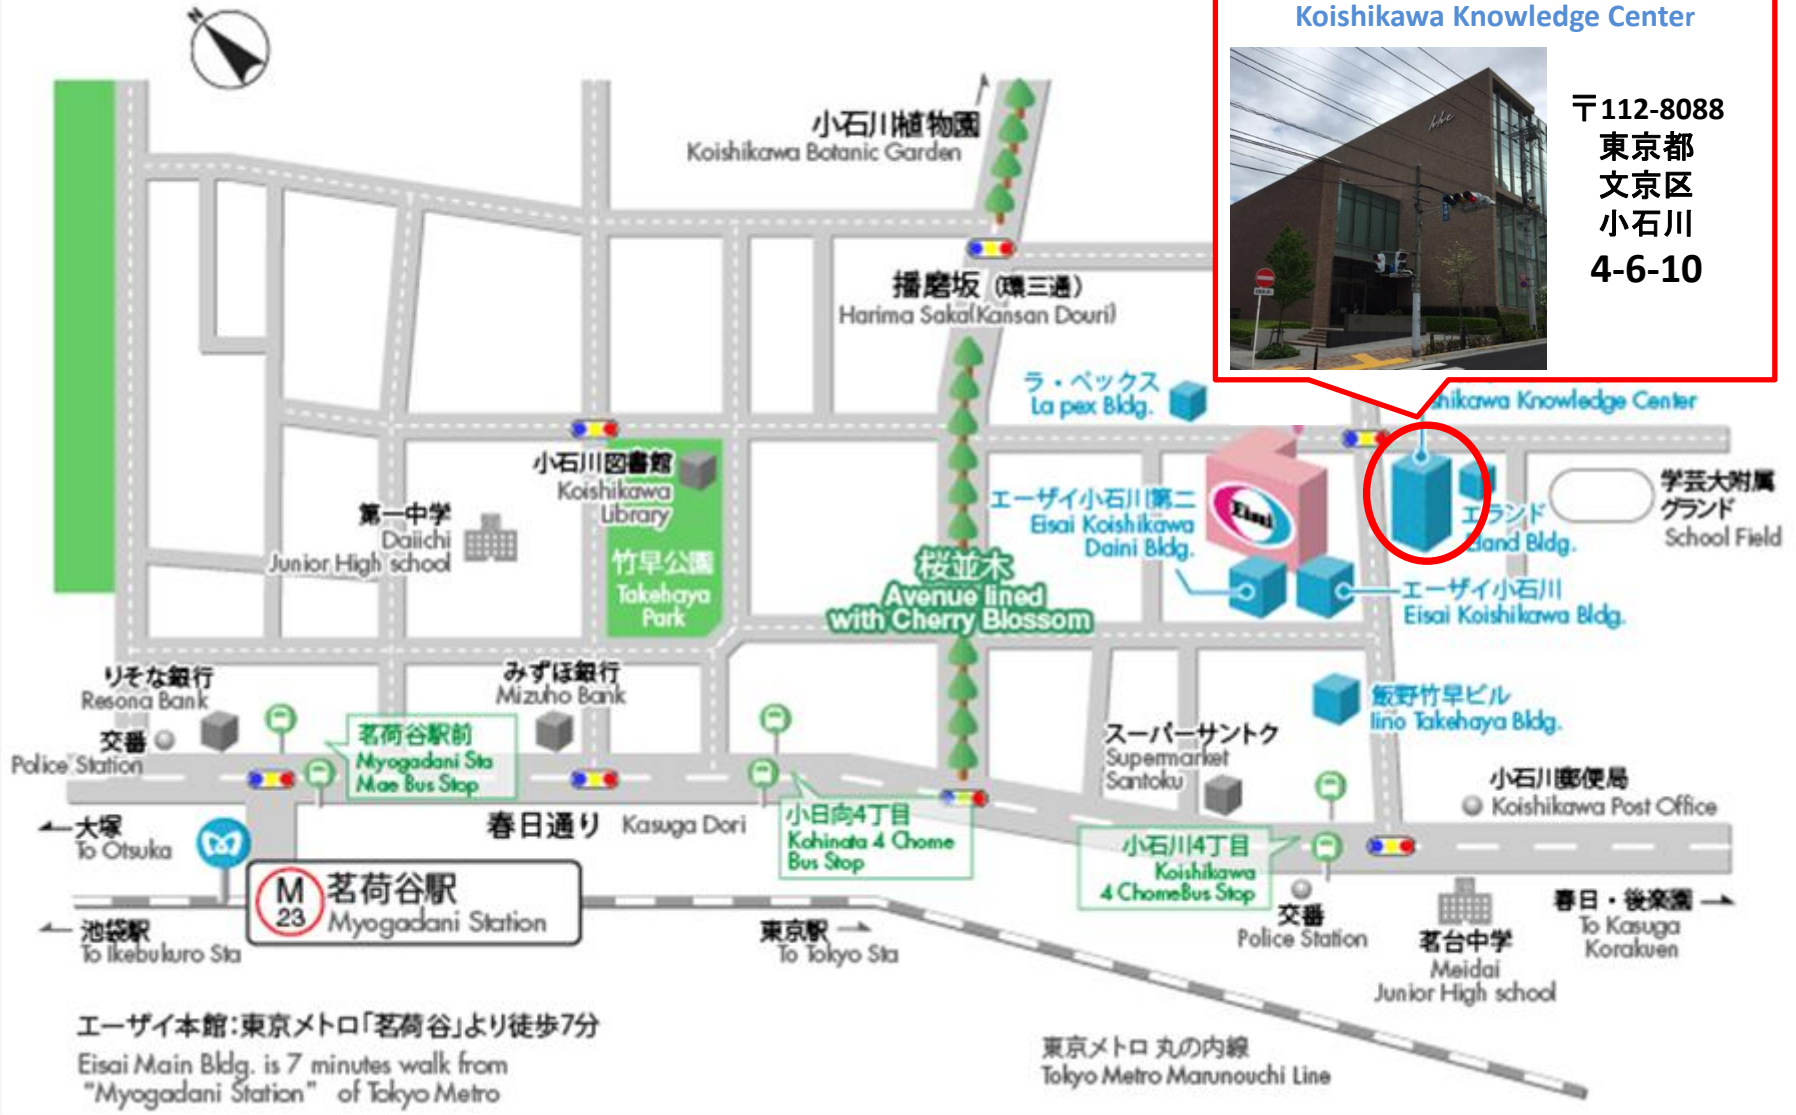 N
Koishikawa Knowledge Center
〒112-8088
東京都
文京区
小石川
4-6-10
hhc
小石川植物園
Koishikawa Botanic Garden
播磨坂（環三通）
Harima Saka(Kansan Douri)
ラ・ペックス
La pex Bldg.
shikawa Knowledge Center
小石川図書館
Koishikawa
Library
第一中学
Daiichi
Junior High school
竹早公園
Takehaya
Park
エーザイ小石川第二
Eisai Koishikawa
Daini Bldg.
Eisai
エランド
Eland Bldg.
学芸大附属
グランド
School Field
桜並木
Avenue lined
with Cherry Blossom
エーザイ小石川
Eisai Koishikawa Bldg.
りそな銀行
Resona Bank
みずほ銀行
Mizuho Bank
飯野竹早ビル
Iino Takehaya Bldg.
交番
Police Station
茗荷谷駅前
Myogadani Sta
Mae Bus Stop
スーパーサントク
Supermarket
Santoku
小石川郵便局
Koishikawa Post Office
大塚
To Otsuka
春日通り Kasuga Dori
小日向4丁目
Kohinata 4 Chome
Bus Stop
小石川4丁目
Koishikawa
4 ChomeBus Stop
M
23
茗荷谷駅
Myogadani Station
池袋駅
To Ikebukuro Sta
東京駅
To Tokyo Sta
交番
Police Station
茗台中学
Meidai
Junior High school
春日・後楽園
To Kasuga
Korakuen
エーザイ本館：東京メトロ「茗荷谷」より徒歩7分
Eisai Main Bldg. is 7 minutes walk from
"Myogadani Station" of Tokyo Metro
東京メトロ 丸の内線
Tokyo Metro Marunouchi Line